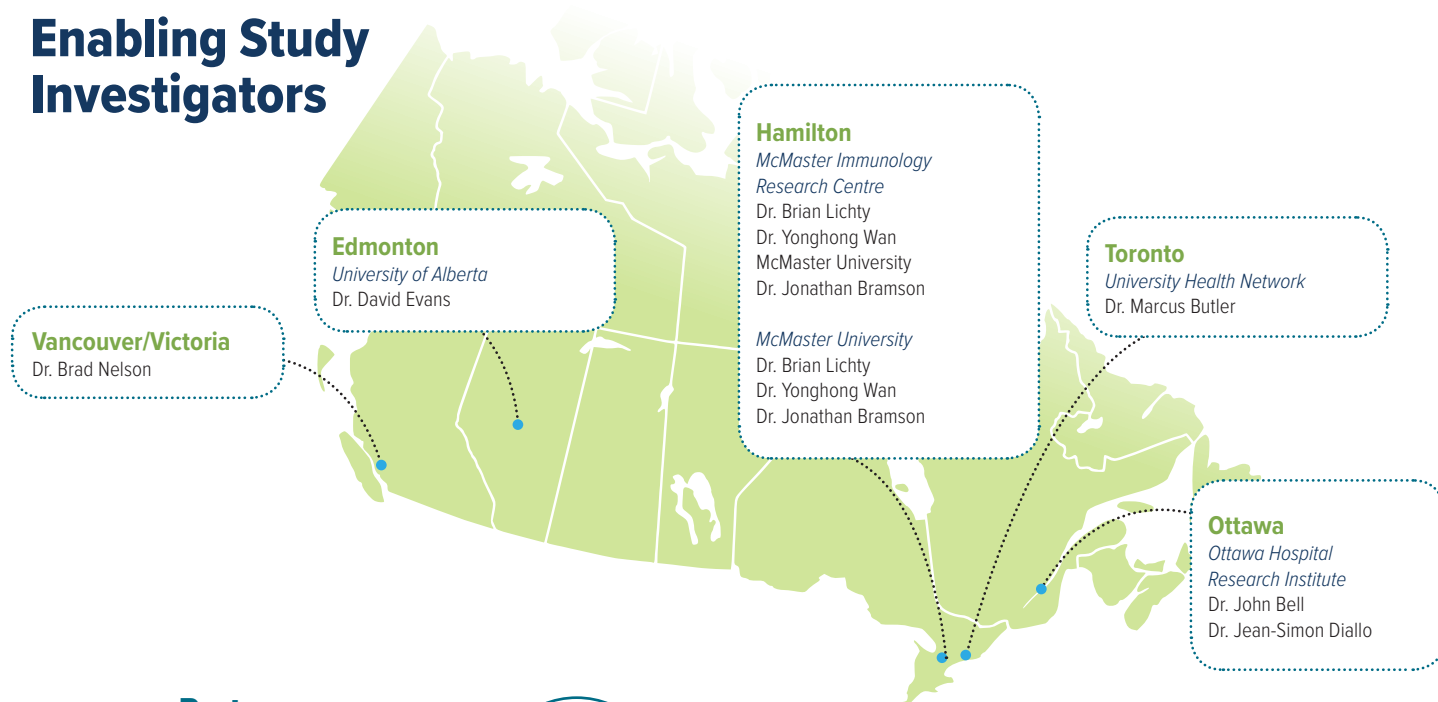 Enabling Study
Investigators
Hamilton
McMaster Immunology
Research Centre
Dr. Brian Lichty
Dr. Yonghong Wan
McMaster University
Dr. Jonathan Bramson
McMaster University
Dr. Brian Lichty
Dr. Yonghong Wan
Dr. Jonathan Bramson
Edmonton
University of Alberta
Dr. David Evans
Toronto
University Health Network
Dr. Marcus Butler
Vancouver/Victoria
Dr. Brad Nelson
Ottawa
Ottawa Hospital
Research Institute
Dr. John Bell
Dr. Jean-Simon Diallo